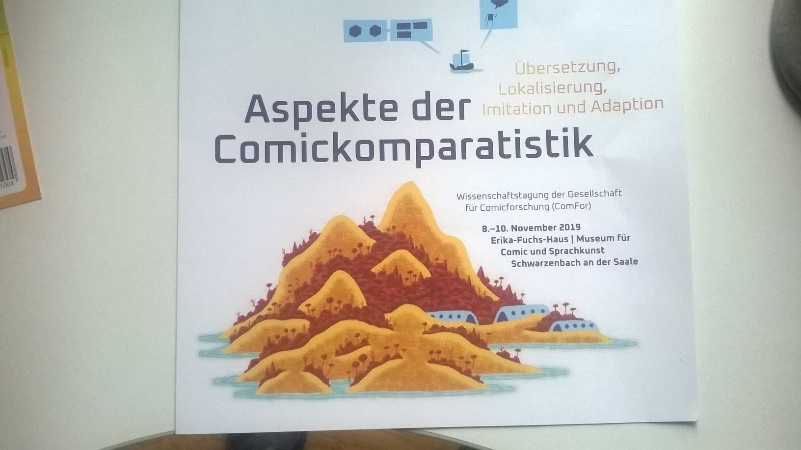 Übersetzung,
Lokalisierung,
Imitation und Adaption
Aspekte der
Comickomparatistik
Wissenschaftstagung der Gesellschaft
für Comicforschung (ComFor)
8.–10. November 2019
Erika-Fuchs-Haus | Museum für
Comic und Sprachkunst
Schwarzenbach an der Saale